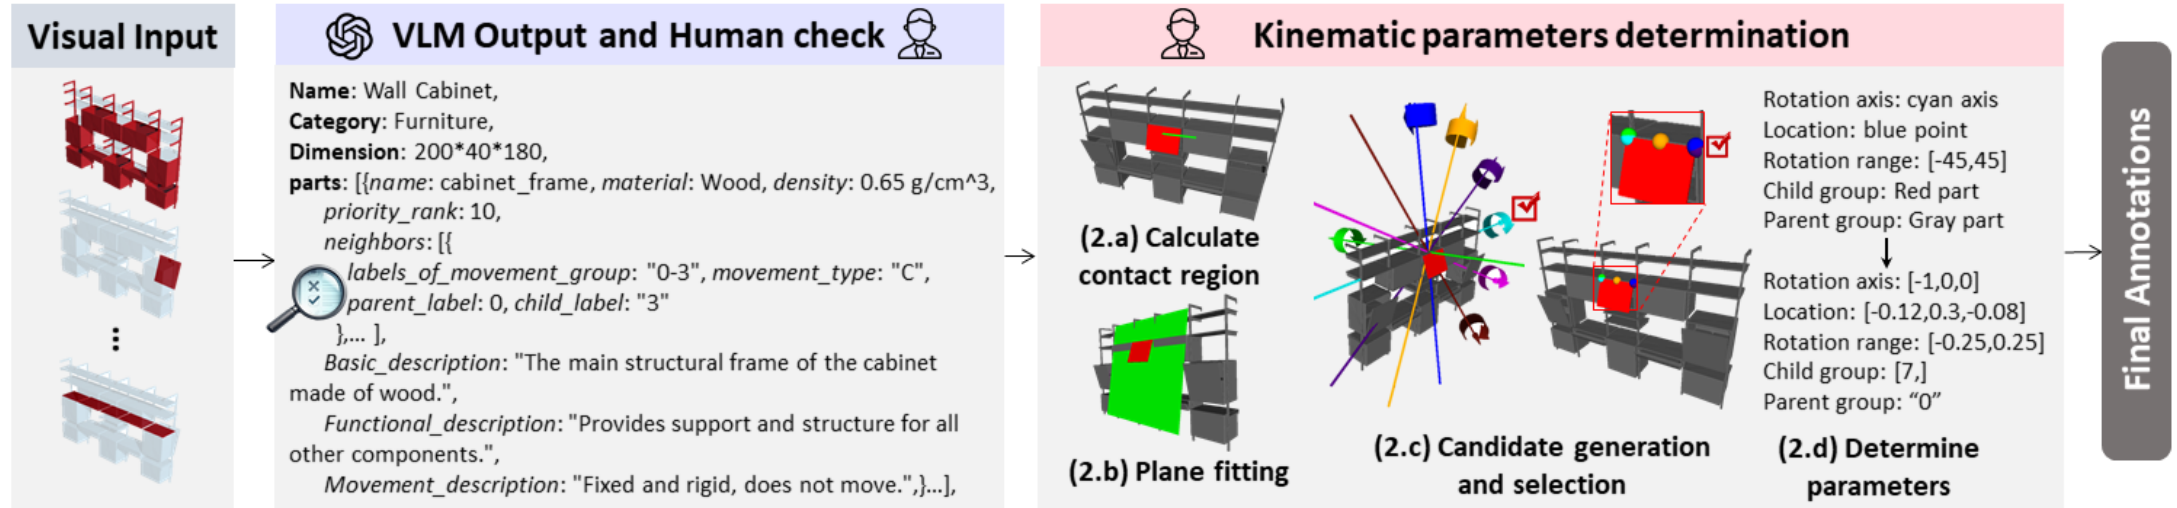 Visual Input
VLM Output and Human check
Name: Wall Cabinet,
Category: Furniture,
Dimension: 200*40*180,
parts: [{name: cabinet_frame, material: Wood, density: 0.65 g/cm^3,
priority_rank: 10,
neighbors: [{
labels_of_movement_group: "0-3", movement_type: "C",
parent_label: 0, child_label: "3"
},... ],
Basic_description: "The main structural frame of the cabinet
made of wood.",
Functional_description: "Provides support and structure for all
other components.",
Movement_description: "Fixed and rigid, does not move.",}...],
Kinematic parameters determination
(2.a) Calculate
contact region
(2.b) Plane fitting
(2.c) Candidate generation
and selection
Rotation axis: cyan axis
Location: blue point
Rotation range: [-45,45]
Child group: Red part
Parent group: Gray part
Rotation axis: [-1,0,0]
Location: [-0.12,0.3,-0.08]
Rotation range: [-0.25,0.25]
Child group: [7,]
Parent group: “0”
(2.d) Determine
parameters
Final Annotations